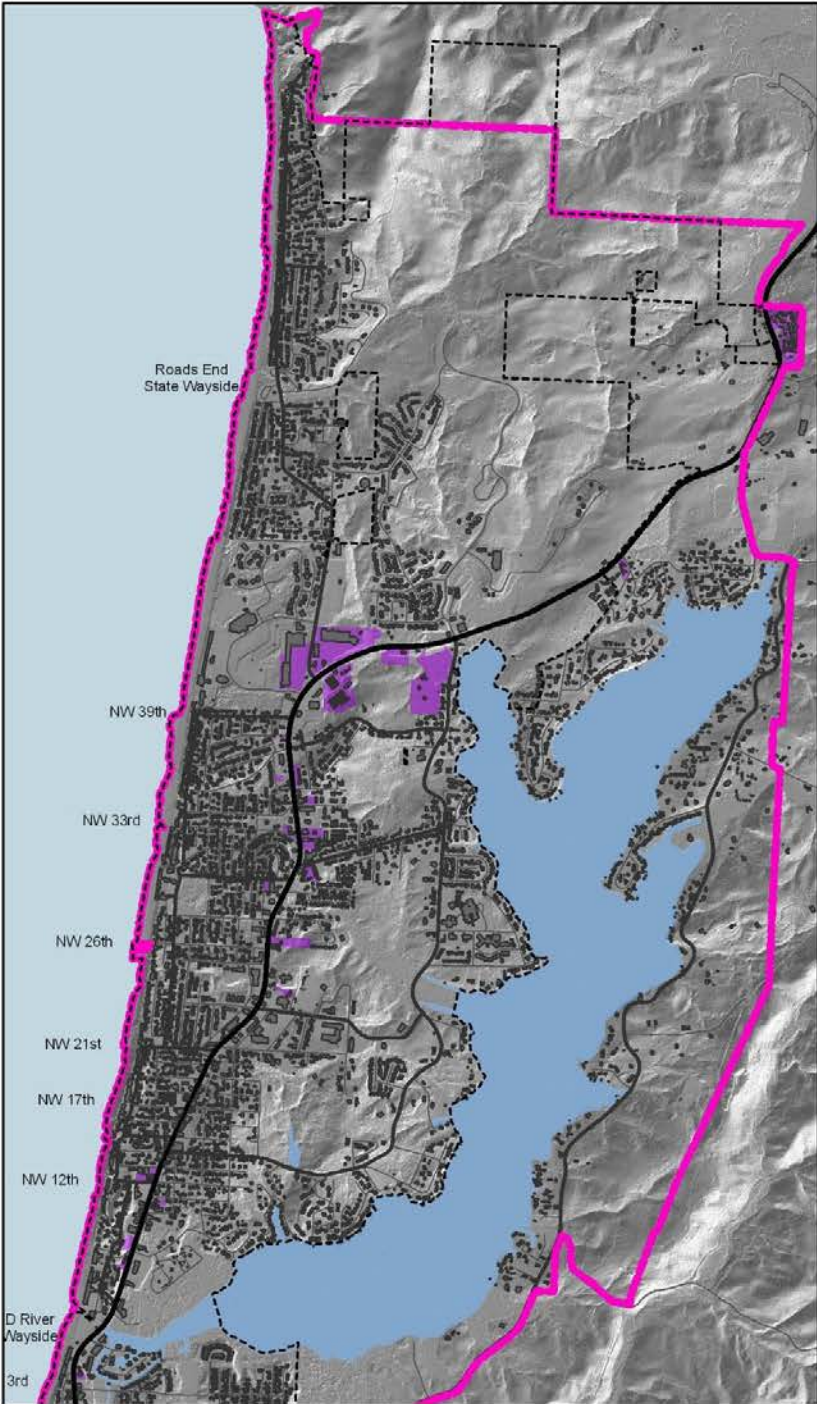 Roads End
State Wayside
NW 39th
NW 33rd
NW 26th
NW 21st
NW 17th
NW 12th
D River
Wayside
3rd